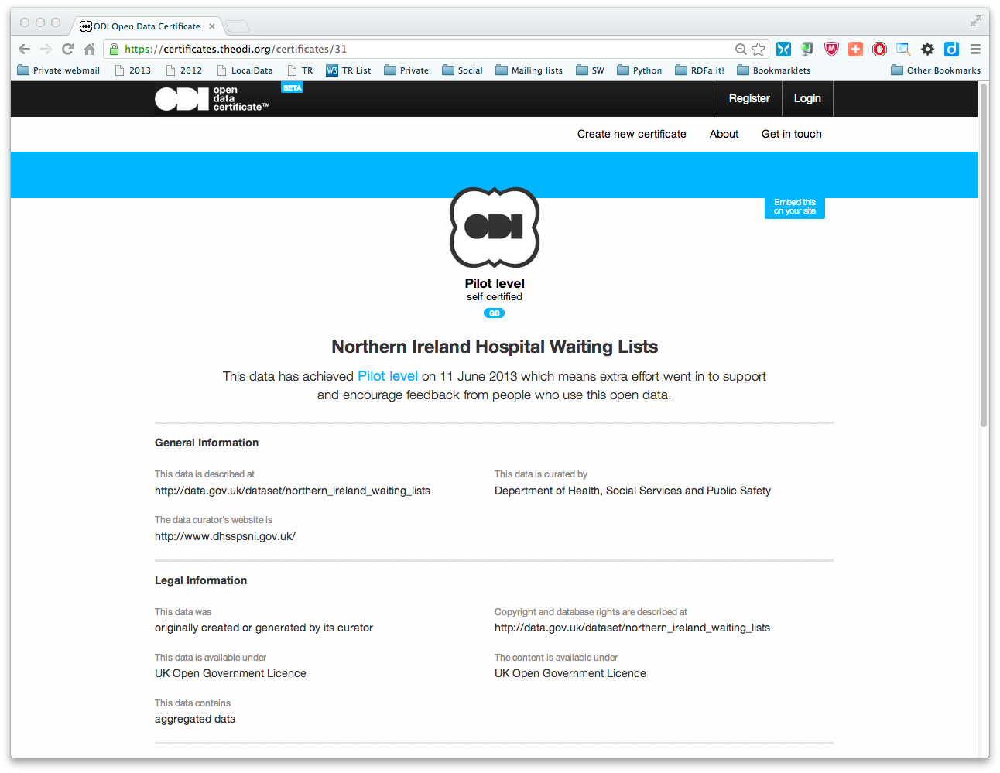 ODI Open Data Certificate
https://certificates.theodi.org/certificates/31
Private webmail 2013 2012 LocalData TR W3 TR List Private Social Mailing lists SW Python RDFa it! Bookmarklets Other Bookmarks
ODI open data certificate™ BETA
Register Login
Create new certificate About Get in touch
Embed this
on your site
ODI
Pilot level
self certified
GB
Northern Ireland Hospital Waiting Lists
This data has achieved Pilot level on 11 June 2013 which means extra effort went in to support
and encourage feedback from people who use this open data.
General Information
This data is described at
http://data.gov.uk/dataset/northern_ireland_waiting_lists
This data is curated by
Department of Health, Social Services and Public Safety
The data curator's website is
http://www.dhsspsni.gov.uk/
Legal Information
This data was
originally created or generated by its curator
Copyright and database rights are described at
http://data.gov.uk/dataset/northern_ireland_waiting_lists
This data is available under
UK Open Government Licence
The content is available under
UK Open Government Licence
This data contains
aggregated data